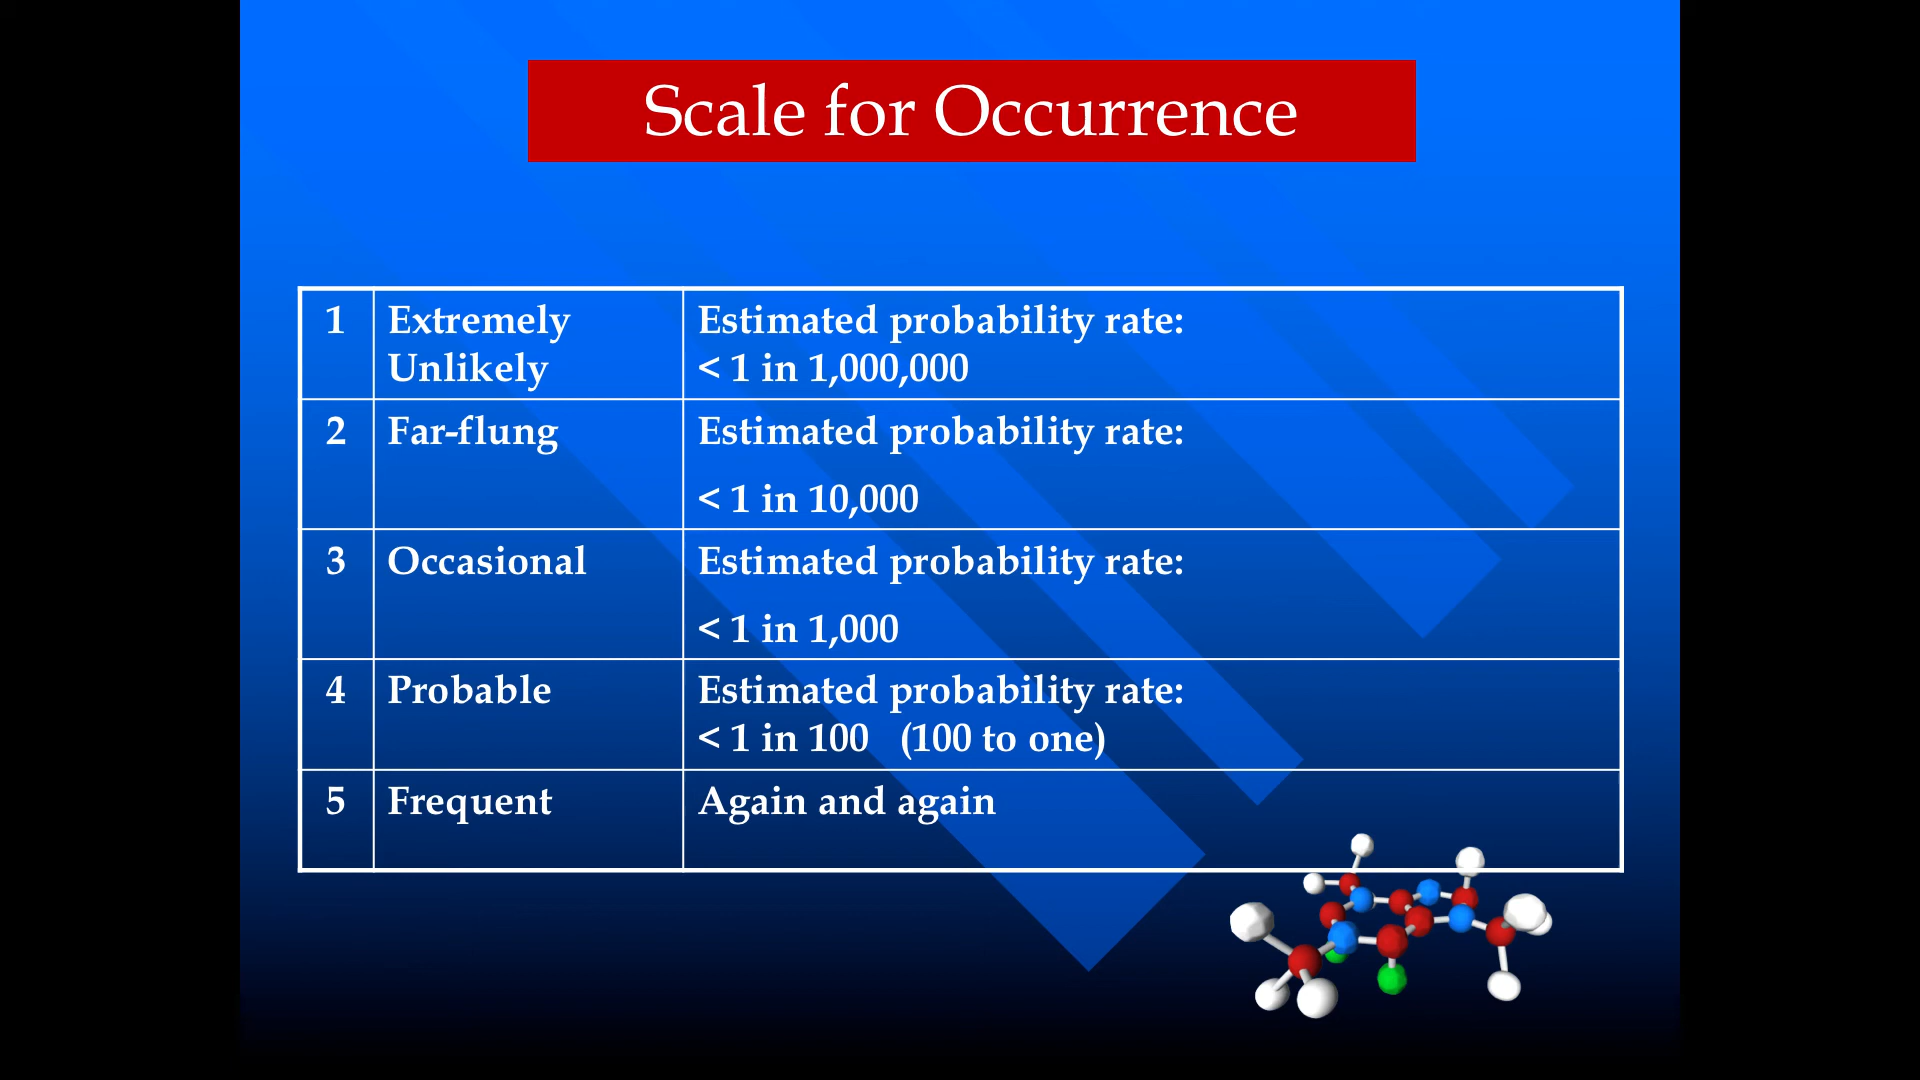 Scale for Occurrence
1 Extremely Unlikely Estimated probability rate:
< 1 in 1,000,000
2 Far-flung Estimated probability rate:
< 1 in 10,000
3 Occasional Estimated probability rate:
< 1 in 1,000
4 Probable Estimated probability rate:
< 1 in 100 (100 to one)
5 Frequent Again and again